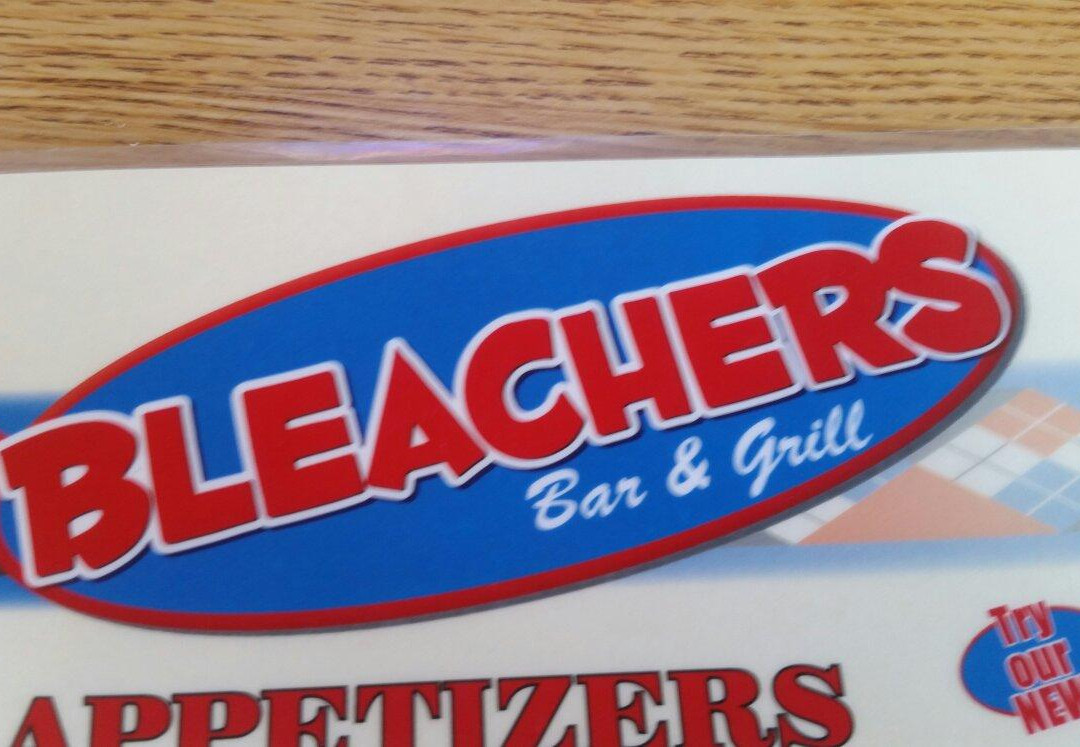 BLEACHERS
Bar & Grill
Try
our
NEW
APPETIZERS